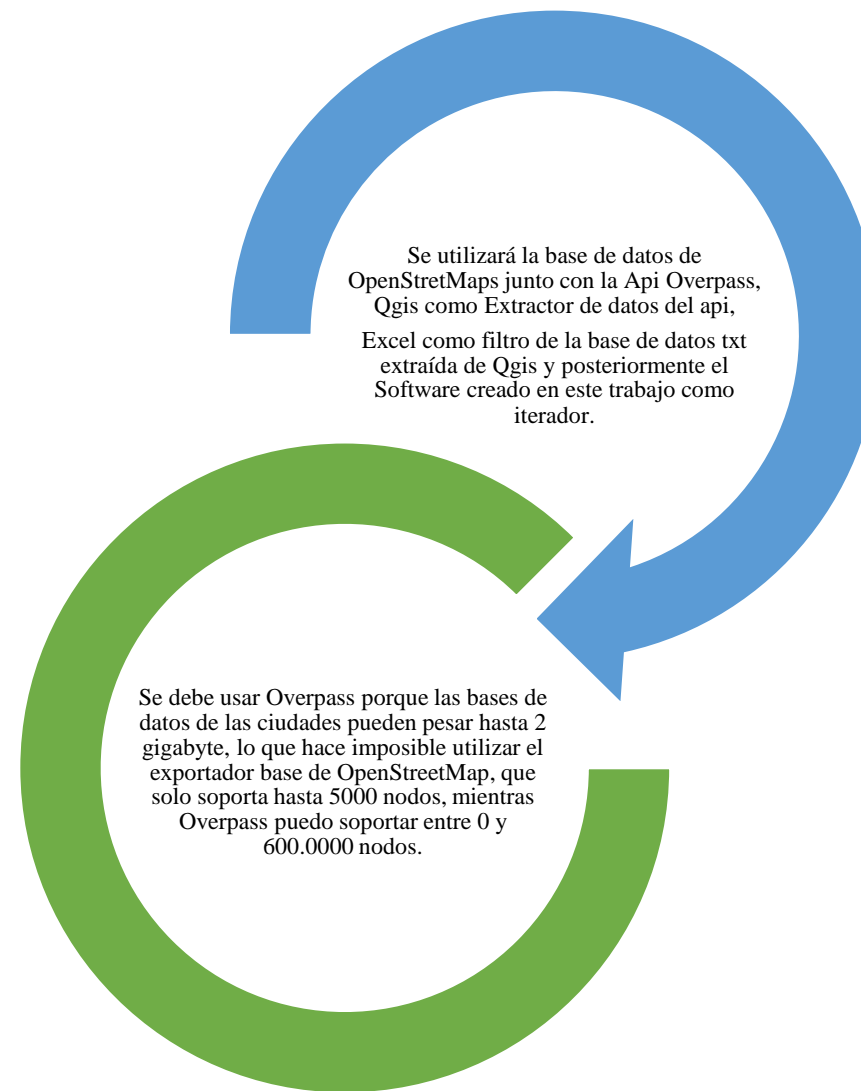 Se utilizará la base de datos de
OpenStretMaps junto con la Api Overpass,
Qgis como Extractor de datos del api,
Excel como filtro de la base de datos txt
extraída de Qgis y posteriormente el
Software creado en este trabajo como
iterador.
Se debe usar Overpass porque las bases de
datos de las ciudades pueden pesar hasta 2
gigabyte, lo que hace imposible utilizar el
exportador base de OpenStreetMap, que
solo soporta hasta 5000 nodos, mientras
Overpass puedo soportar entre 0 y
600.0000 nodos.